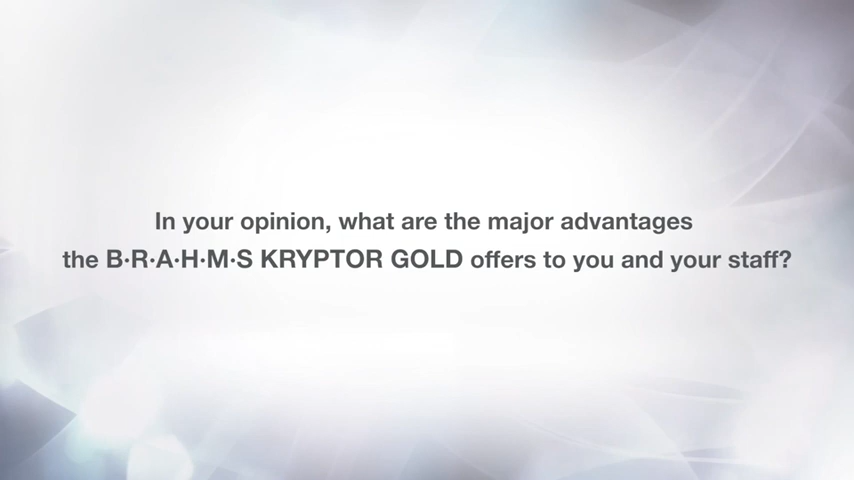 In your opinion, what are the major advantages
the B·R·A·H·M·S KRYPTOR GOLD offers to you and your staff?